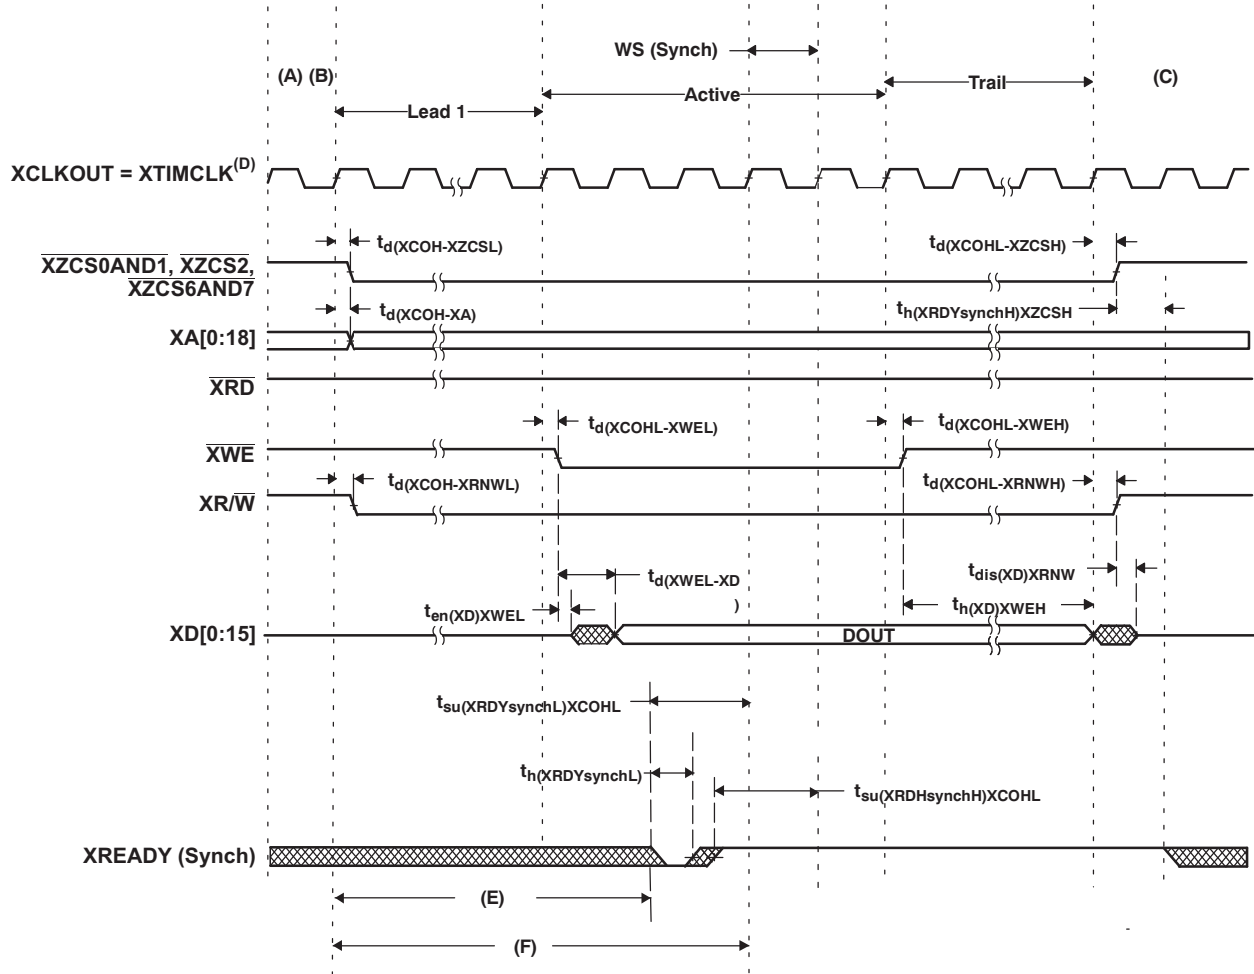 WS (Synch)
(A) (B)
(C)
Trail
Active
Lead 1
XCLKOUT = XTIMCLK(D)
td(XCOH-XZCSL)
td(XCOHL-XZCSH)
XZCS0AND1, XZCS2,
XZCS6AND7
td(XCOH-XA)
th(XRDYsynchH)XZCSH
XA[0:18]
XRD
td(XCOHL-XWEL)
td(XCOHL-XWEH)
XWE
td(XCOH-XRNWL)
td(XCOHL-XRNWH)
XR/W
td(XWEL-XD
)
tdis(XD)XRNW
ten(XD)XWEL
th(XD)XWEH
XD[0:15]
DOUT
tsu(XRDYsynchL)XCOHL
th(XRDYsynchL)
tsu(XRDHsynchH)XCOHL
XREADY (Synch)
(E)
(F)